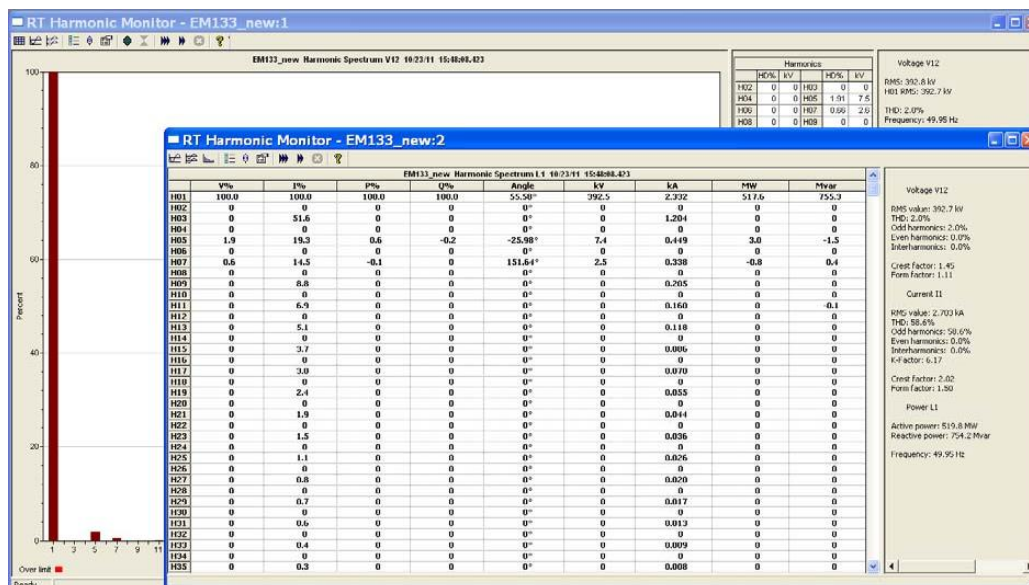 RT Harmonic Monitor - EM133_new:1
EM133_new Harmonic Spectrum V12 10/23/11 15:48:08.423
Harmonics
HD% kV HD% kV
H02 0 0 H03 0 0
H04 0 0 H05 1.91 7.5
H06 0 0 H07 0.66 2.6
H08 0 0 H09 0 0
Voltage V12
RMS: 392.8 kV
H01 RMS: 392.7 kV
THD: 2.0%
Frequency: 49.95 Hz
100
80
60
40
20
0
Percent
1 3 5 7 9 11
Over limit
Ready
RT Harmonic Monitor - EM133_new:2
EM133_new Harmonic Spectrum L1 10/23/11 15:48:08.423
V% I% P% Q% Angle kV kA MW Mvar
H01 100.0 100.0 100.0 100.0 55.58° 392.5 2.332 517.6 755.3
H02 0 0 0 0 0° 0 0 0 0
H03 0 51.6 0 0 0° 0 1.204 0 0
H04 0 0 0 0 0° 0 0 0 0
H05 1.9 19.3 0.6 -0.2 -25.98° 7.4 0.449 3.0 -1.5
H06 0 0 0 0 0° 0 0 0 0
H07 0.6 14.5 -0.1 0 151.64° 2.5 0.338 -0.8 0.4
H08 0 0 0 0 0° 0 0 0 0
H09 0 8.8 0 0 0° 0 0.205 0 0
H10 0 0 0 0 0° 0 0 0 0
H11 0 6.9 0 0 0° 0 0.160 0 -0.1
H12 0 0 0 0 0° 0 0 0 0
H13 0 5.1 0 0 0° 0 0.118 0 0
H14 0 0 0 0 0° 0 0 0 0
H15 0 3.7 0 0 0° 0 0.086 0 0
H16 0 0 0 0 0° 0 0 0 0
H17 0 3.0 0 0 0° 0 0.070 0 0
H18 0 0 0 0 0° 0 0 0 0
H19 0 2.4 0 0 0° 0 0.055 0 0
H20 0 0 0 0 0° 0 0 0 0
H21 0 1.9 0 0 0° 0 0.044 0 0
H22 0 0 0 0 0° 0 0 0 0
H23 0 1.5 0 0 0° 0 0.036 0 0
H24 0 0 0 0 0° 0 0 0 0
H25 0 1.1 0 0 0° 0 0.026 0 0
H26 0 0 0 0 0° 0 0 0 0
H27 0 0.8 0 0 0° 0 0.020 0 0
H28 0 0 0 0 0° 0 0 0 0
H29 0 0.7 0 0 0° 0 0.017 0 0
H30 0 0 0 0 0° 0 0 0 0
H31 0 0.6 0 0 0° 0 0.013 0 0
H32 0 0 0 0 0° 0 0 0 0
H33 0 0.4 0 0 0° 0 0.009 0 0
H34 0 0 0 0 0° 0 0 0 0
H35 0 0.3 0 0 0° 0 0.008 0 0
Voltage V12
RMS value: 392.7 kV
THD: 2.0%
Odd harmonics: 2.0%
Even harmonics: 0.0%
Interharmonics: 0.0%
Crest factor: 1.45
Form factor: 1.11
Current I1
RMS value: 2.703 kA
THD: 58.6%
Odd harmonics: 58.6%
Even harmonics: 0.0%
Interharmonics: 0.0%
K-Factor: 6.17
Crest factor: 2.02
Form factor: 1.50
Power L1
Active power: 519.8 MW
Reactive power: 754.2 Mvar
Frequency: 49.95 Hz